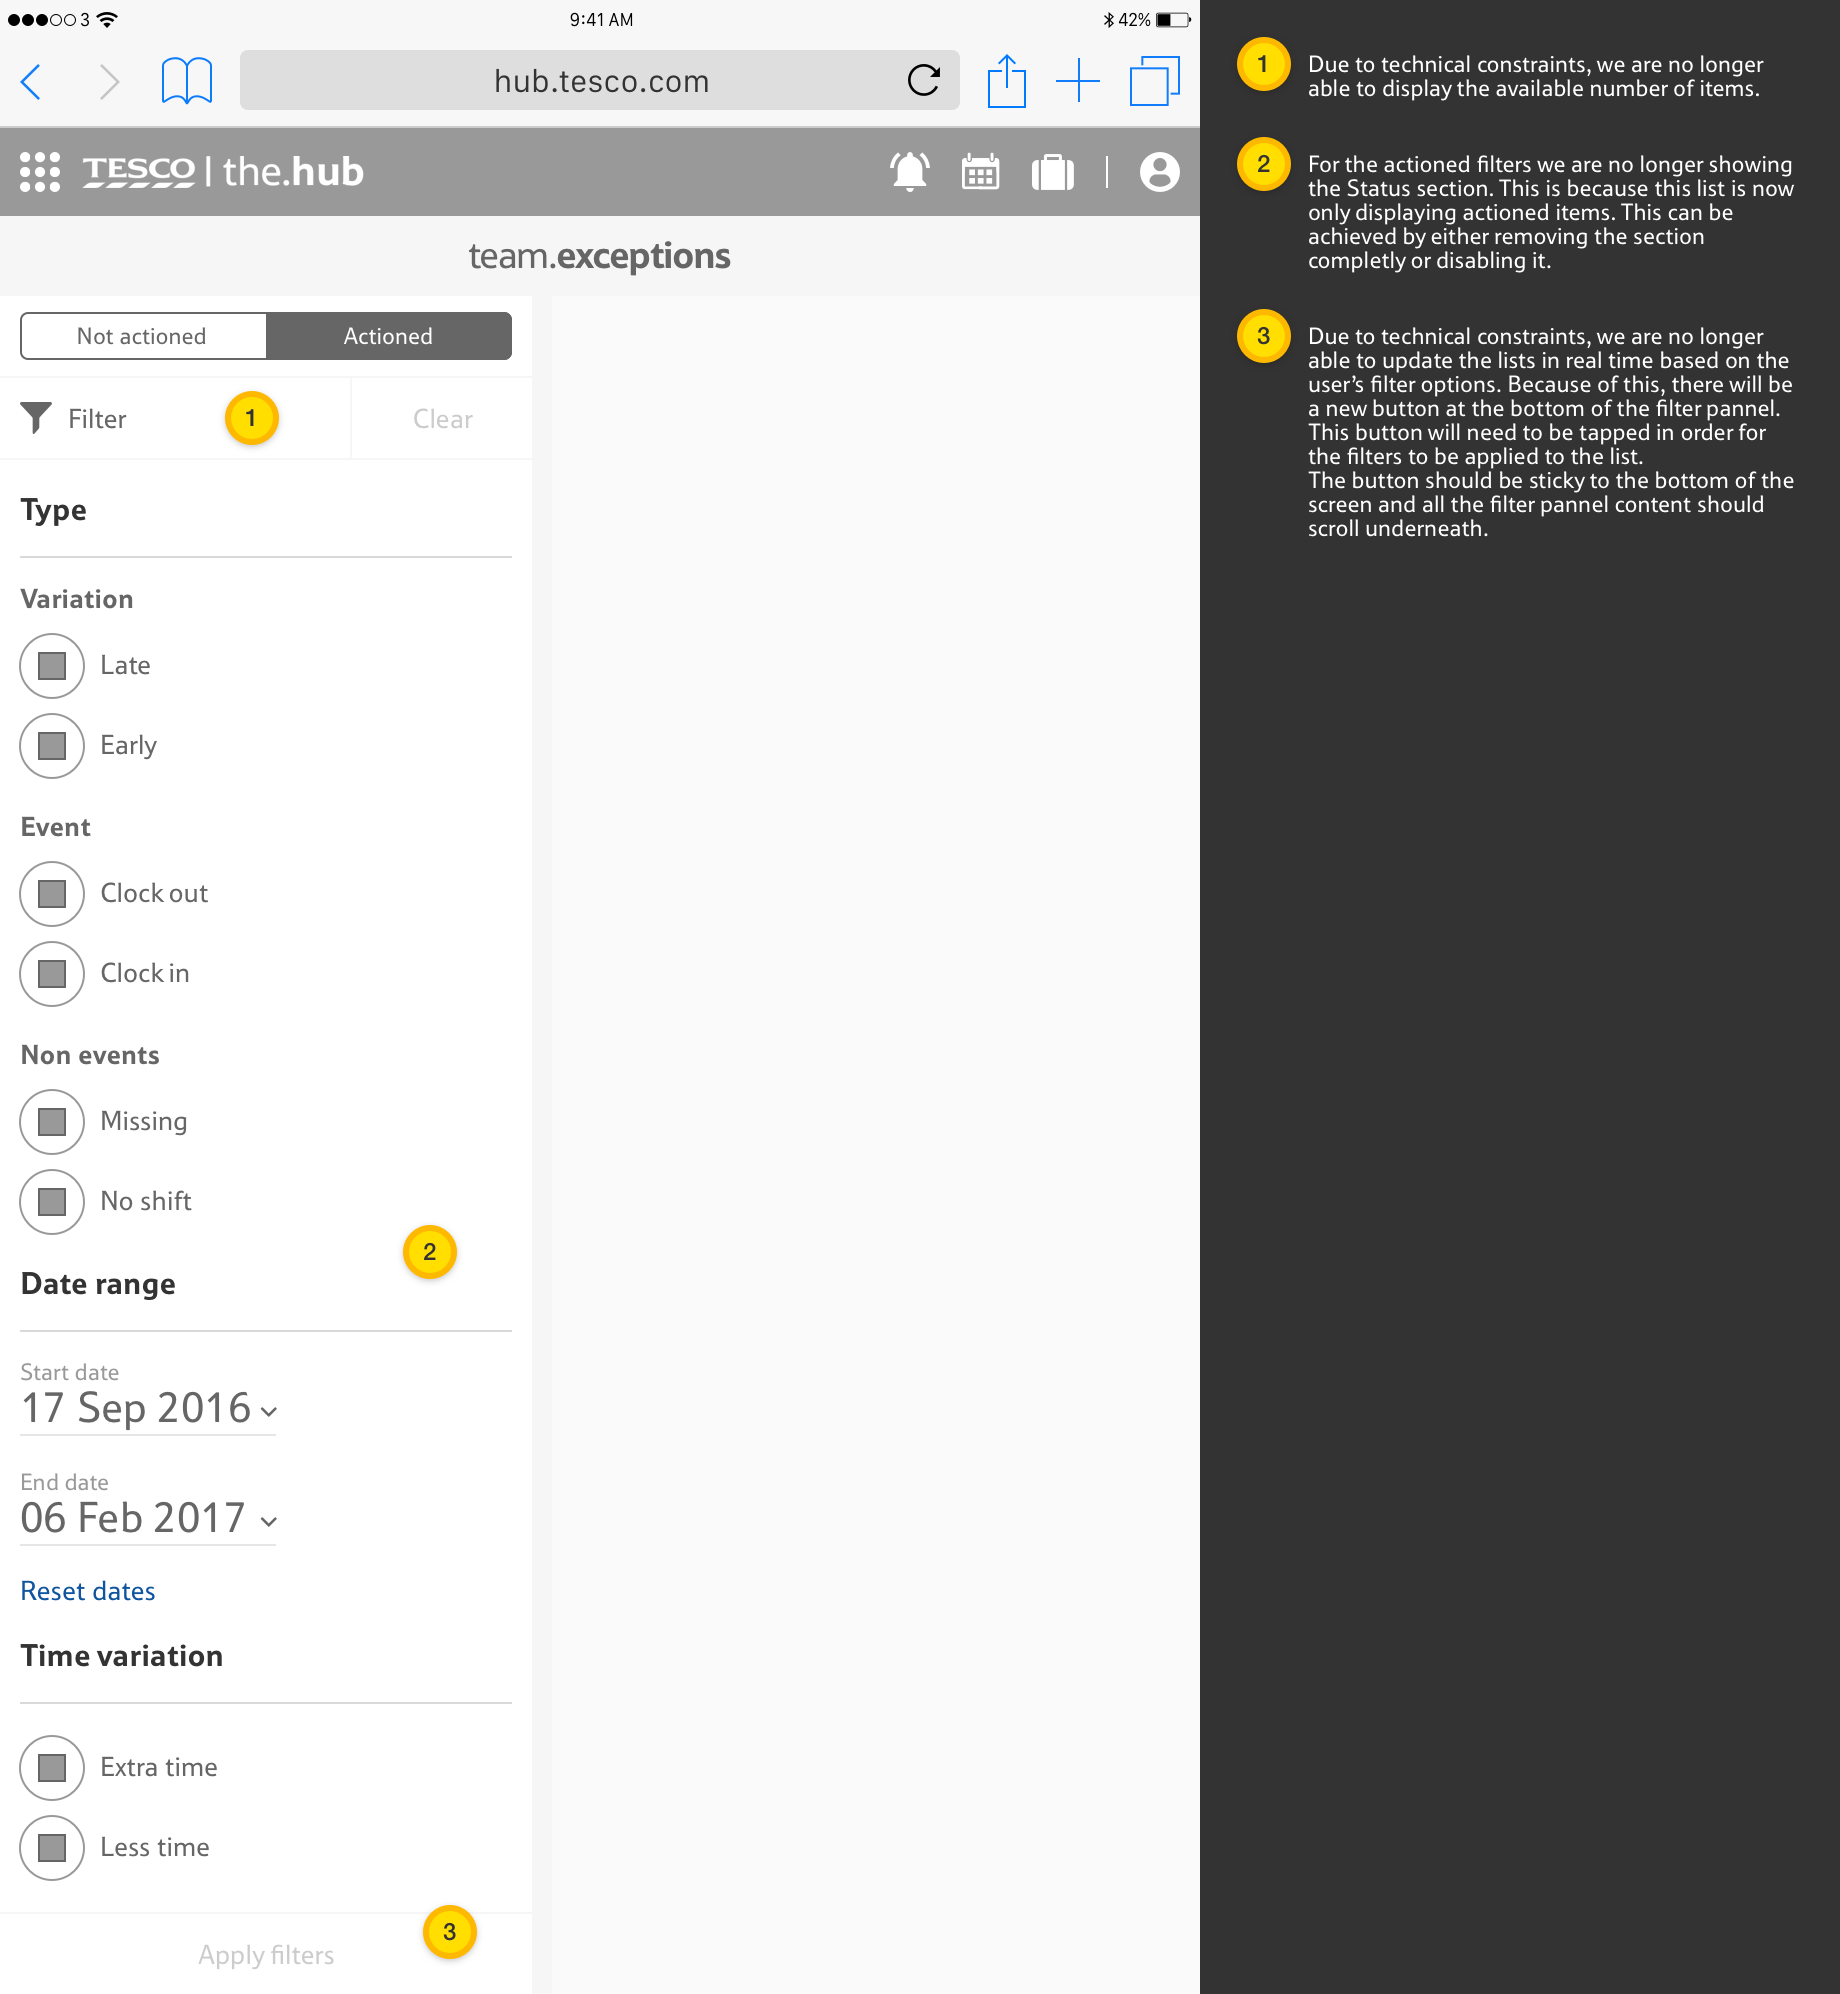 3
9:41 AM
42%
hub.tesco.com
TESCO | the.hub
team.exceptions
Not actioned
Actioned
Filter
1
Clear
Type
Variation
Late
Early
Event
Clock out
Clock in
Non events
Missing
No shift
2
Date range
Start date
17 Sep 2016
End date
06 Feb 2017
Reset dates
Time variation
Extra time
Less time
3
Apply filters
1
Due to technical constraints, we are no longer
able to display the available number of items.
2
For the actioned filters we are no longer showing
the Status section. This is because this list is now
only displaying actioned items. This can be
achieved by either removing the section
completly or disabling it.
3
Due to technical constraints, we are no longer
able to update the lists in real time based on the
user’s filter options. Because of this, there will be
a new button at the bottom of the filter pannel.
This button will need to be tapped in order for
the filters to be applied to the list.
The button should be sticky to the bottom of the
screen and all the filter pannel content should
scroll underneath.